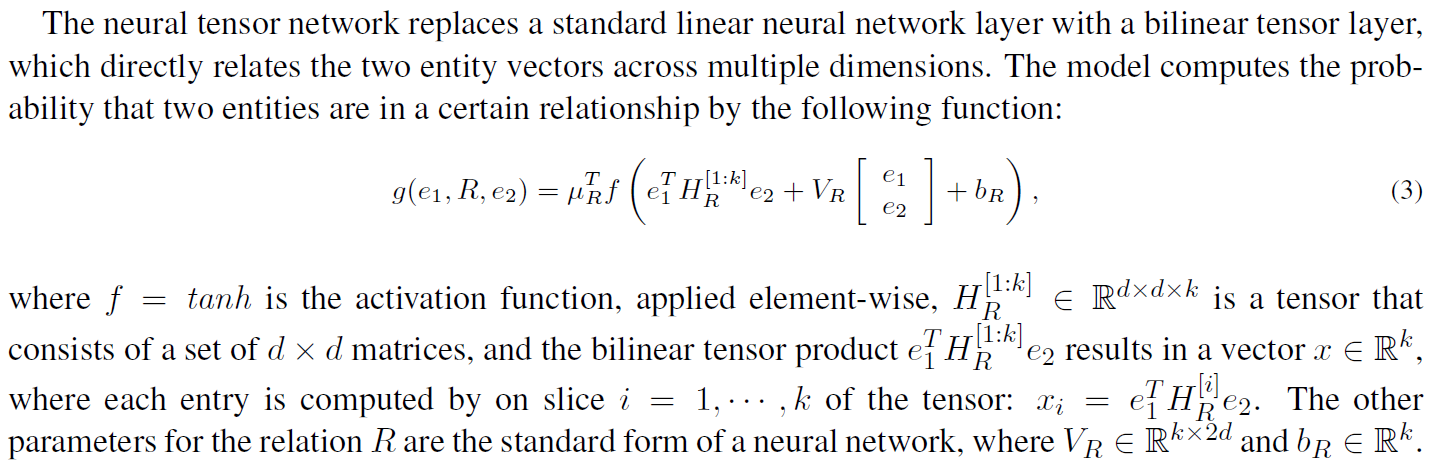 The neural tensor network replaces a standard linear neural network layer with a bilinear tensor layer,
which directly relates the two entity vectors across multiple dimensions. The model computes the prob-
ability that two entities are in a certain relationship by the following function:
$g(e_1, R, e_2) = \mu_R^T f \left( e_1^T H_R^{[1:k]} e_2 + V_R \left[ \begin{array}{c} e_1 \\ e_2 \end{array} \right] + b_R \right),$ (3)
where $f = tanh$ is the activation function, applied element-wise, $H_R^{[1:k]} \in \mathbb{R}^{d \times d \times k}$ is a tensor that
consists of a set of $d \times d$ matrices, and the bilinear tensor product $e_1^T H_R^{[1:k]} e_2$ results in a vector $x \in \mathbb{R}^k$,
where each entry is computed by on slice $i = 1, \cdots, k$ of the tensor: $x_i = e_1^T H_R^{[i]} e_2$. The other
parameters for the relation $R$ are the standard form of a neural network, where $V_R \in \mathbb{R}^{k \times 2d}$ and $b_R \in \mathbb{R}^k$.